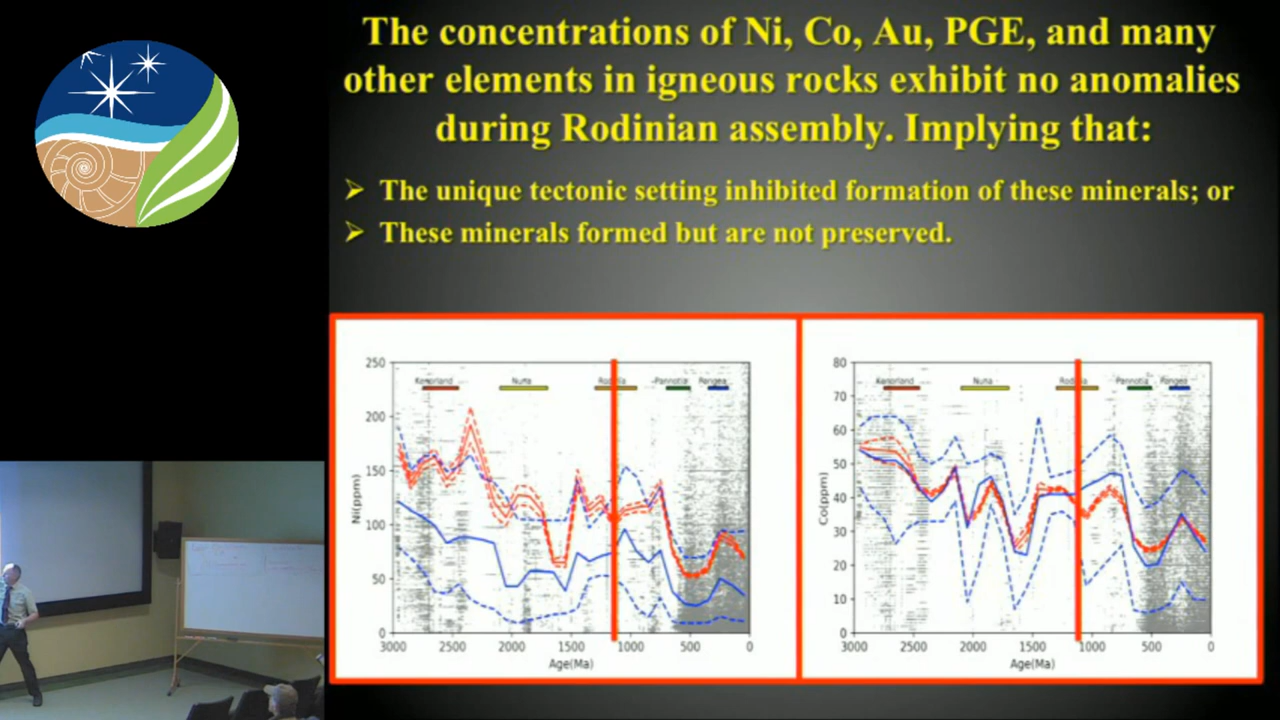 The concentrations of Ni, Co, Au, PGE, and many
other elements in igneous rocks exhibit no anomalies
during Rodinian assembly. Implying that:
➤ The unique tectonic setting inhibited formation of these minerals; or
➤ These minerals formed but are not preserved.
250
200
150
100
50
0
Ni(ppm)
Kenorland Nuna Rodinia Pannotia Pangea
3000 2500 2000 1500 1000 500 0
Age(Ma)
80
70
60
50
40
30
20
10
0
Co(ppm)
Kenorland Nuna Rodinia Pannotia Pangea
3000 2500 2000 1500 1000 500 0
Age(Ma)